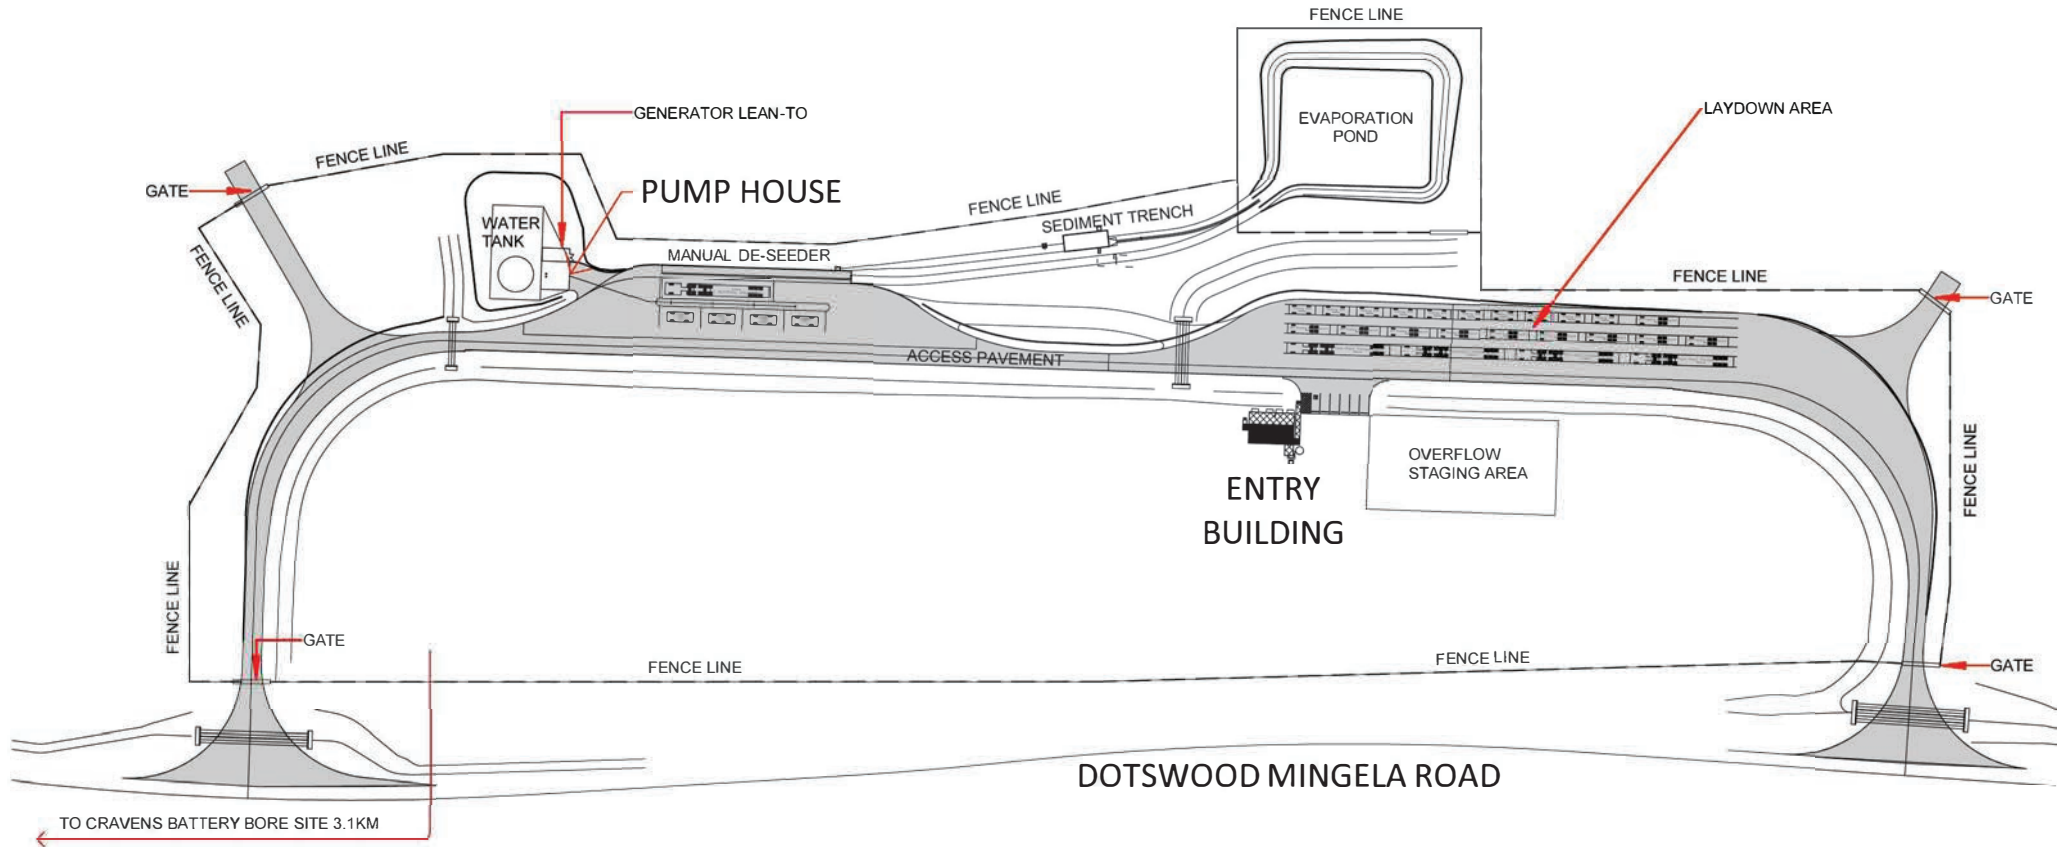 FENCE LINE
GENERATOR LEAN-TO
LAYDOWN AREA
EVAPORATION
POND
FENCE LINE
GATE
PUMP HOUSE
FENCE LINE
SEDIMENT TRENCH
WATER
TANK
MANUAL DE-SEEDER
FENCE LINE
FENCE LINE
GATE
ACCESS PAVEMENT
OVERFLOW
STAGING AREA
ENTRY
BUILDING
FENCE LINE
FENCE LINE
GATE
FENCE LINE
FENCE LINE
GATE
DOTSWOOD MINGELA ROAD
TO CRAVENS BATTERY BORE SITE 3.1KM